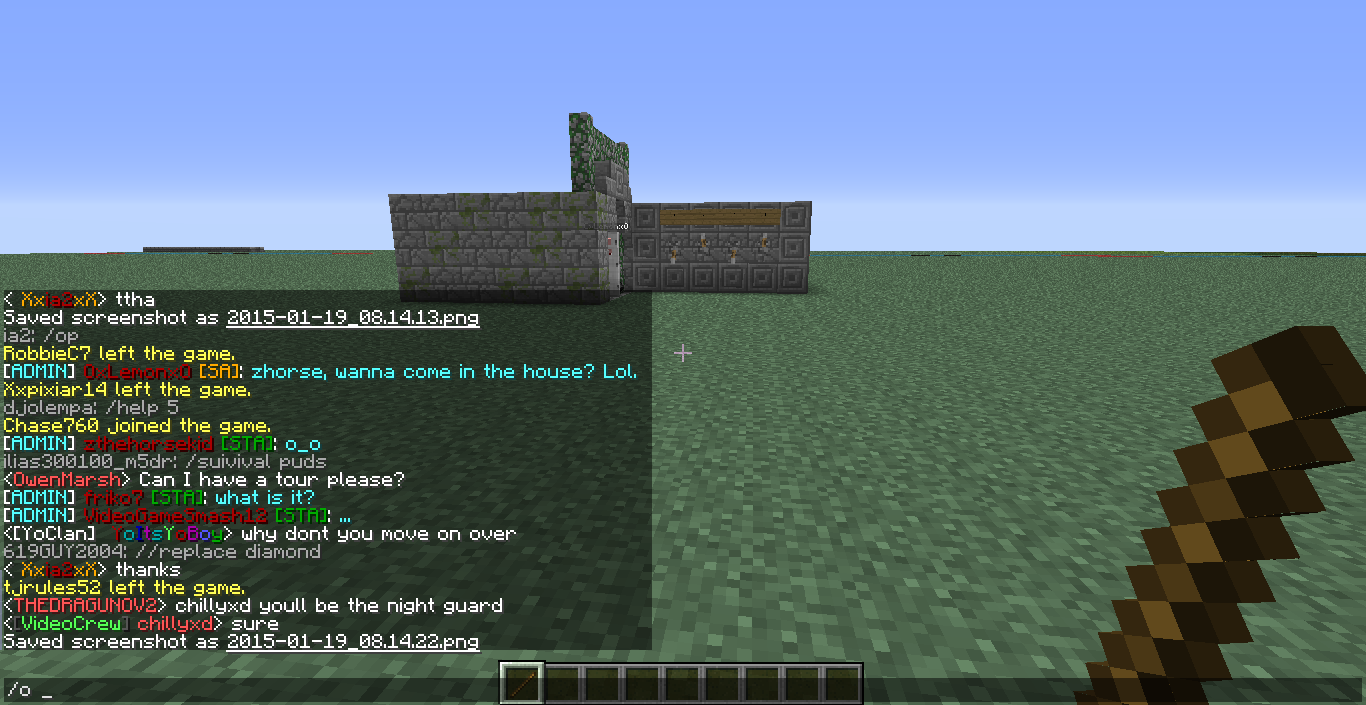 < Xxia2xX> ttha
Saved screenshot as 2015-01-19_08.14.13.png
ia2: /op
RobbieC7 left the game.
[ADMIN] 0xLemonx0 [SA]: zhorse, wanna come in the house? Lol.
Xxpixiar14 left the game.
d.jolempa: /help 5
Chase760 joined the game.
[ADMIN] zthehorsekid [STA]: o_o
ilias300100_m5dr: /suivival puds
<OwenMarsh> Can I have a tour please?
[ADMIN] friko7 [STA]: what is it?
[ADMIN] VideoGameSmash12 [STA]: ...
<[YoClan] YoItsYoBoy> why dont you move on over
619GUY2004: //replace diamond
< Xxia2xX> thanks
tjrules52 left the game.
<THEDRAGUNOV2> chillyxd youll be the night guard
<[VideoCrew] chillyxd> sure
Saved screenshot as 2015-01-19_08.14.22.png
/o _